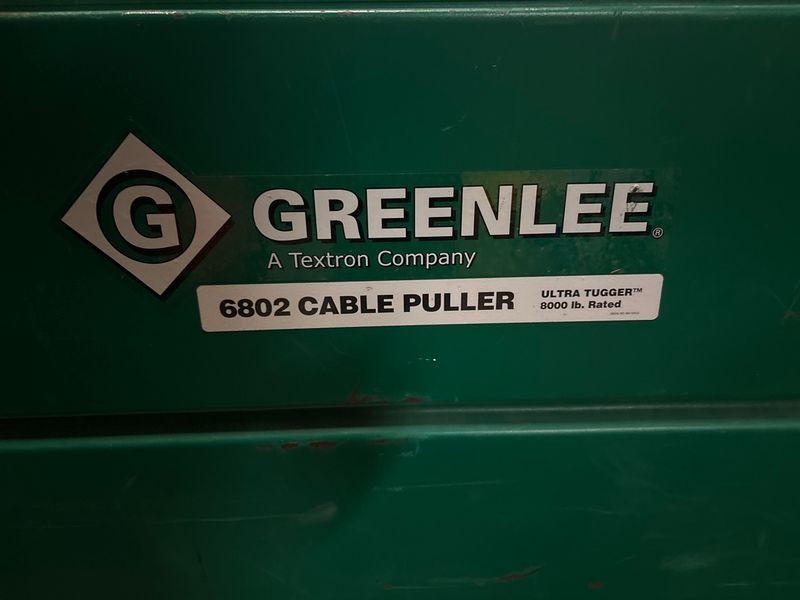 G
GREENLEE®
A Textron Company
6802 CABLE PULLER
ULTRA TUGGER™
8000 lb. Rated